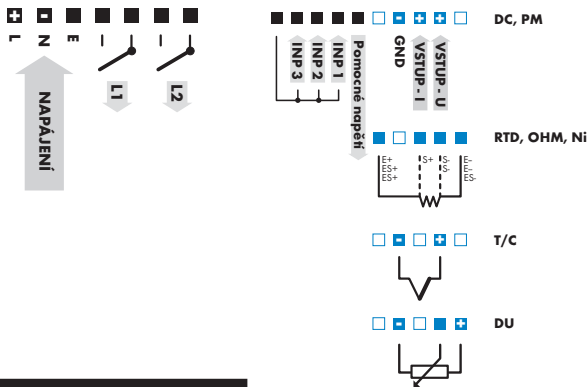 L
N
E
NAPÁJENÍ
L1
L2
INP 3
INP 2
INP 1
Pomocné napětí
GND
VSTUP - I
VSTUP - U
DC, PM
RTD, OHM, Ni
E+
ES+
ES+
S+
S-
S-
E–
E–
ES-
T/C
DU